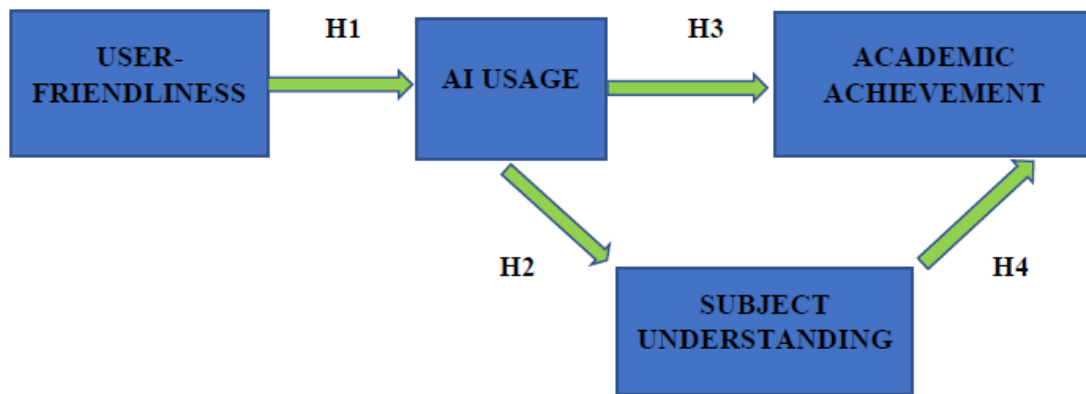 H1
H3
USER-
FRIENDLINESS
AI USAGE
ACADEMIC
ACHIEVEMENT
H2
H4
SUBJECT
UNDERSTANDING